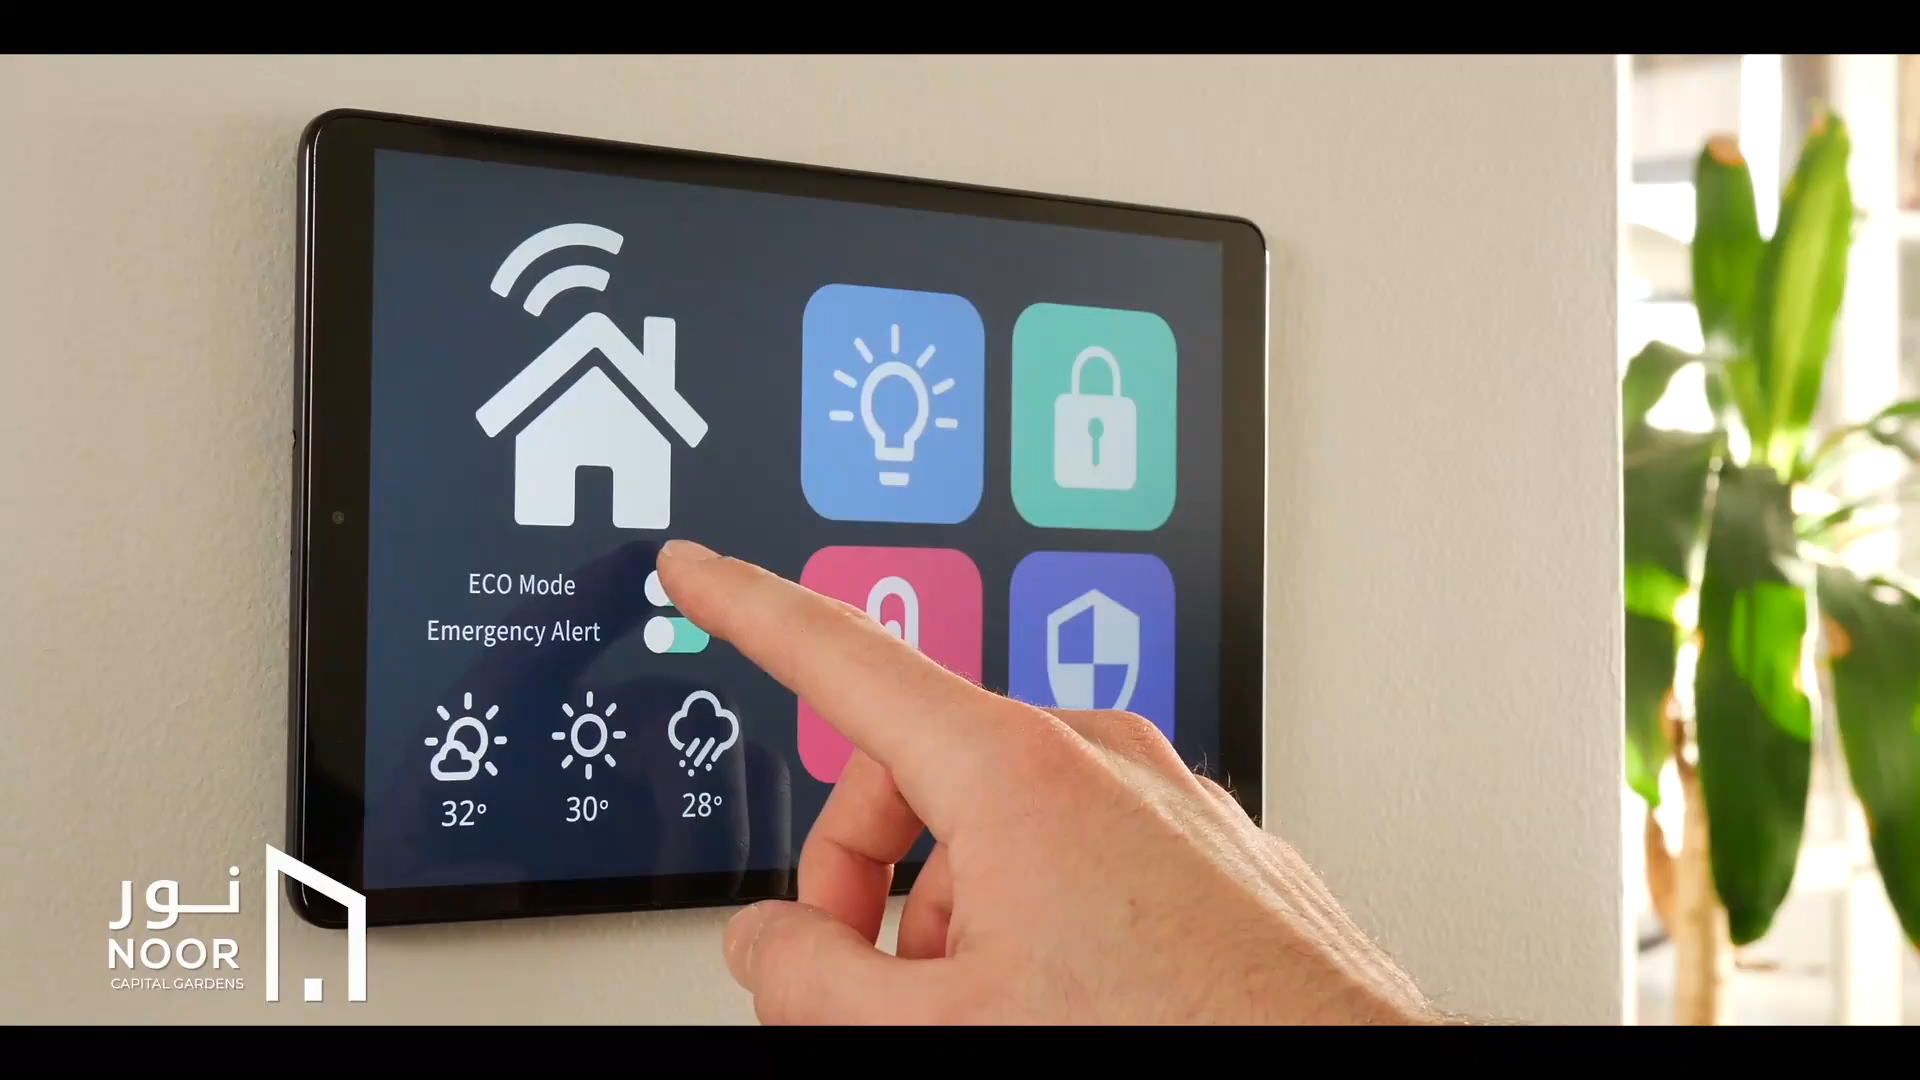 ECO Mode
Emergency Alert
32° 30° 28°
نور
NOOR
CAPITAL GARDENS